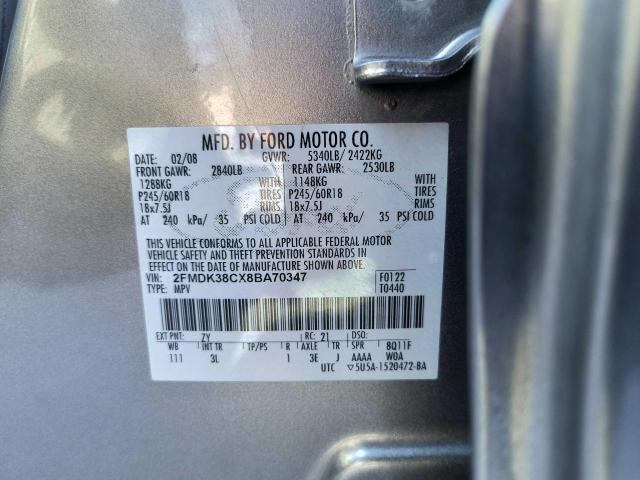 MFD. BY FORD MOTOR CO.
DATE: 02/08 GVWR: 5340LB/ 2422KG
FRONT GAWR: 2840LB REAR GAWR: 2530LB
1288KG WITH 1148KG WITH
P245/60R18 TIRES P245/60R18 TIRES
18x7.5J RIMS 18x7.5J RIMS
AT 240 kPa/ 35 PSI COLD AT 240 kPa/ 35 PSI COLD
THIS VEHICLE CONFORMS TO ALL APPLICABLE FEDERAL MOTOR
VEHICLE SAFETY AND THEFT PREVENTION STANDARDS IN
EFFECT ON THE DATE OF MANUFACTURE SHOWN ABOVE.
VIN: 2FMDK38CX8BA70347 F0122
TYPE: MPV T0440
EXT PNT: ZY RC: 21 DSO:
WB INT TR TP/PS R AXLE TR SPR 8Q11F
111 3L 1 3E J AAAA W0A
UTC ▽5U5A-1520472-BA